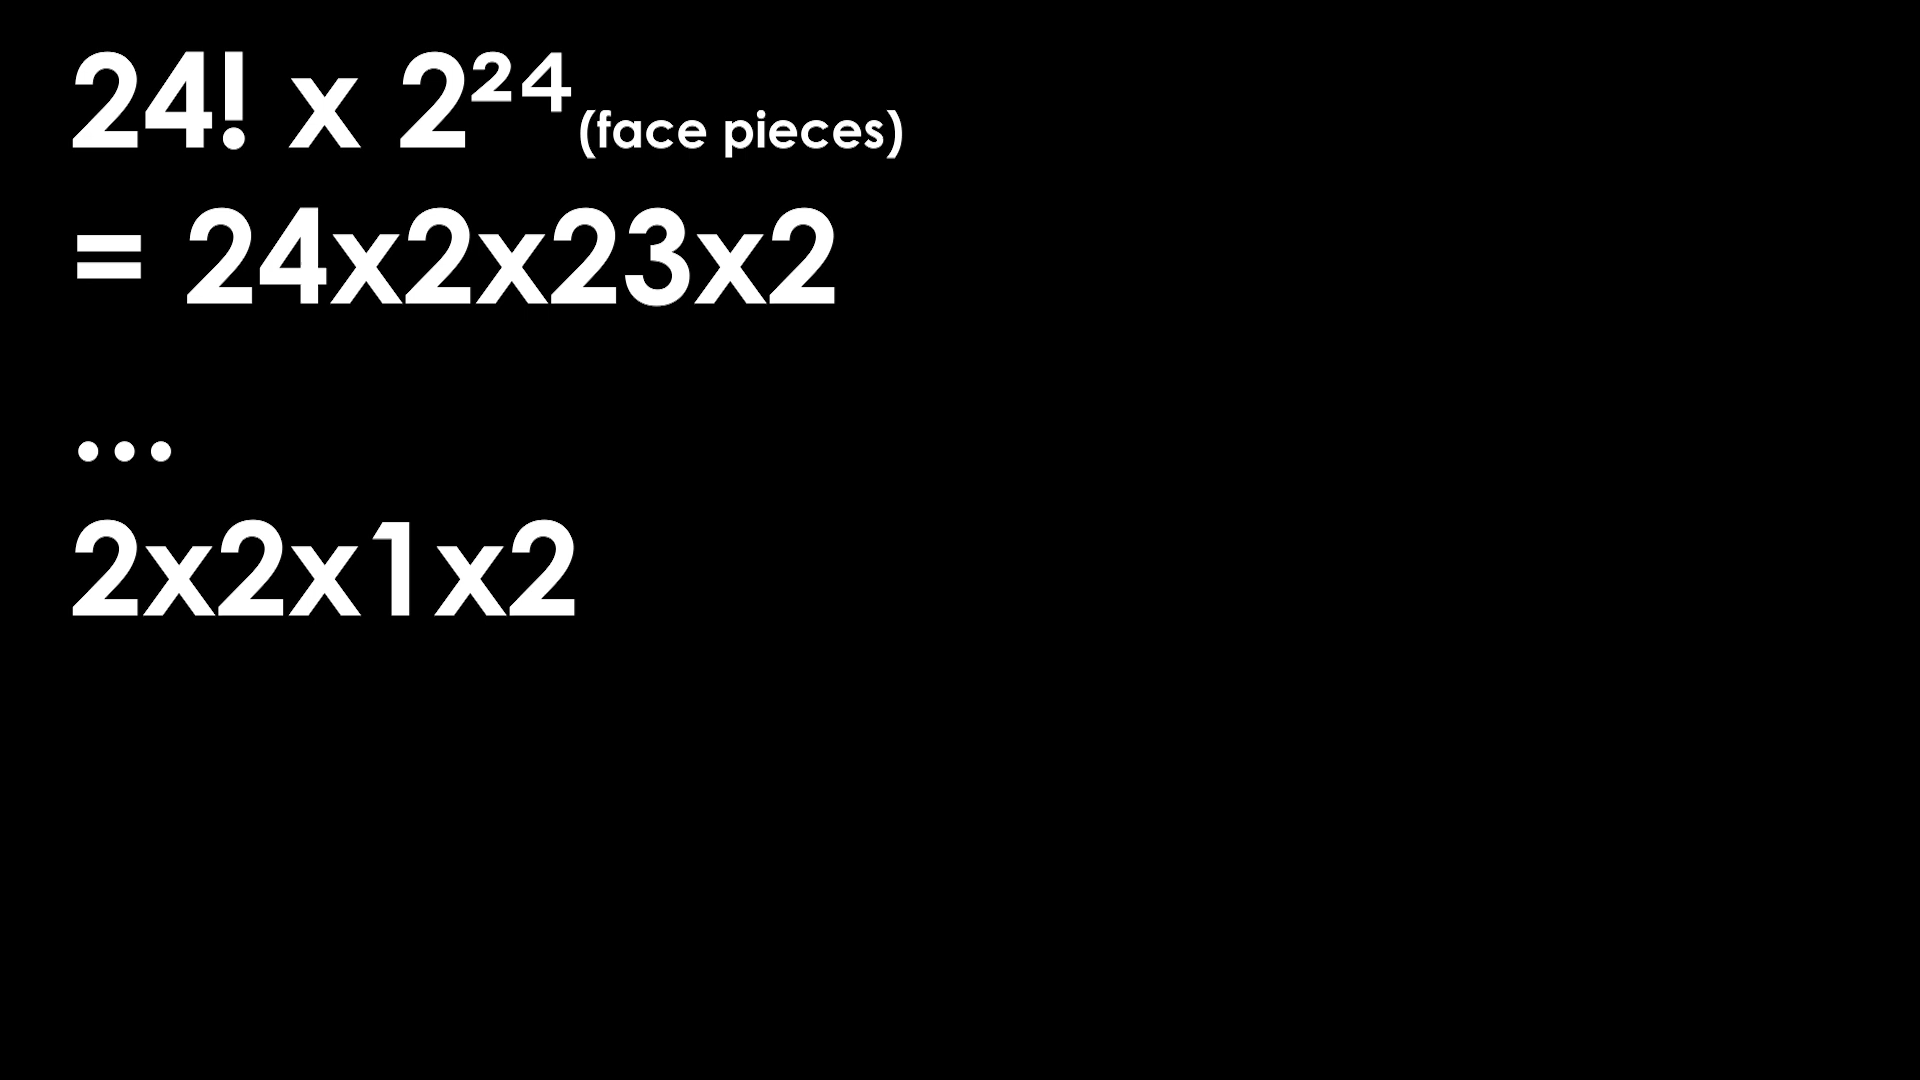 24! x 2²⁴ (face pieces)
= 24x2x23x2
...
2x2x1x2